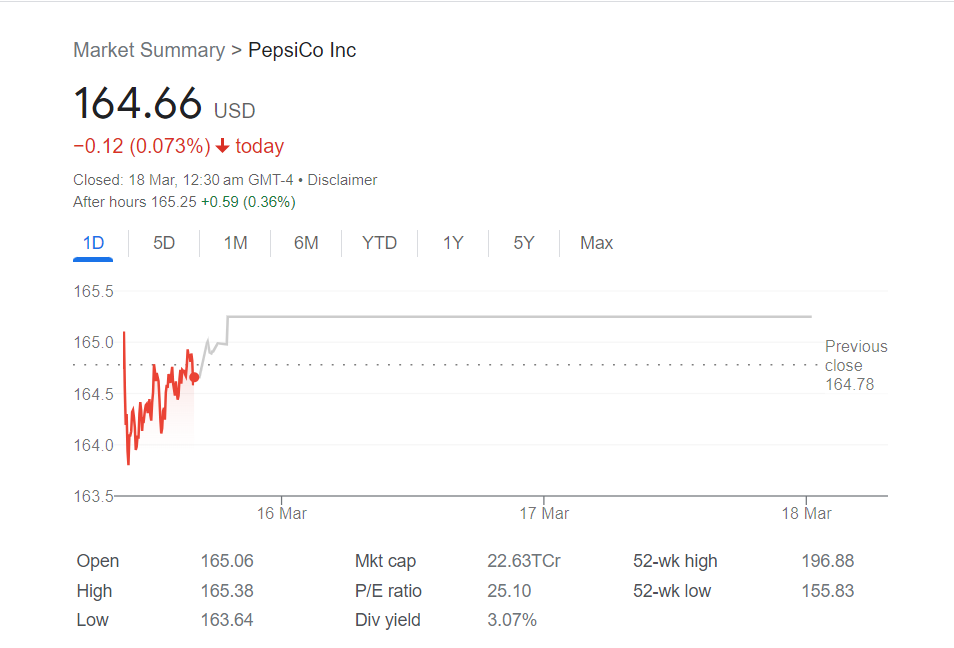 Market Summary > PepsiCo Inc
164.66 USD
−0.12 (0.073%) ↓ today
Closed: 18 Mar, 12:30 am GMT-4 • Disclaimer
After hours 165.25 +0.59 (0.36%)
1D 5D 1M 6M YTD 1Y 5Y Max
165.5
165.0
164.5
164.0
163.5
Previous
close
164.78
16 Mar 17 Mar 18 Mar
Open 165.06 Mkt cap 22.63TCr 52-wk high 196.88
High 165.38 P/E ratio 25.10 52-wk low 155.83
Low 163.64 Div yield 3.07%